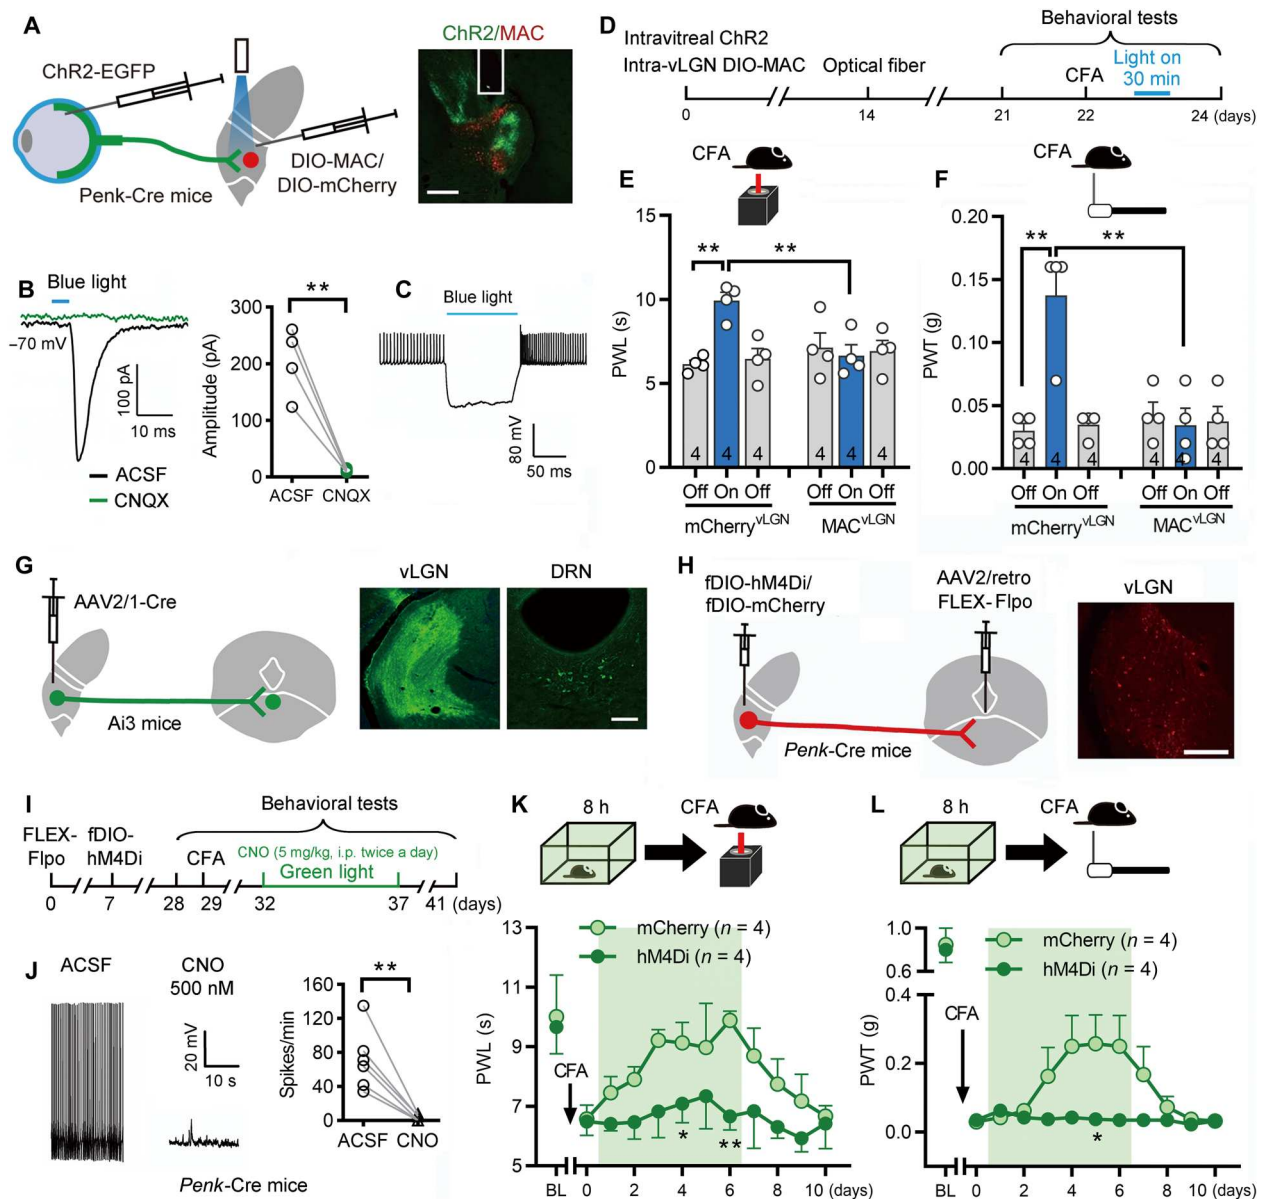 A
ChR2-EGFP
DIO-MAC/
DIO-mCherry
Penk-Cre mice
ChR2/MAC
D
Intravitreal ChR2
Intra-vLGN DIO-MAC
Optical fiber
Behavioral tests
CFA
Light on
30 min
0
14
21
22
24 (days)
B
Blue light
−70 mV
100 pA
10 ms
ACSF
CNQX
**
Amplitude (pA)
300
200
100
0
ACSF
CNQX
C
Blue light
80 mV
50 ms
E
CFA
PWL (s)
15
10
5
0
**
**
4
4
4
4
4
4
Off
On
Off
Off
On
Off
mCherry^vLGN
MAC^vLGN
F
CFA
PWT (g)
0.20
0.15
0.10
0.05
0.00
**
**
4
4
4
4
4
4
Off
On
Off
Off
On
Off
mCherry^vLGN
MAC^vLGN
G
AAV2/1-Cre
Ai3 mice
vLGN
DRN
H
fDIO-hM4Di/
fDIO-mCherry
AAV2/retro
FLEX-Flpo
Penk-Cre mice
vLGN
I
Behavioral tests
FLEX-
Flpo
fDIO-
hM4Di
CFA
CNO (5 mg/kg, i.p. twice a day)
Green light
0
7
28
29
32
37
41 (days)
J
ACSF
CNO
500 nM
20 mV
10 s
**
Spikes/min
160
120
80
40
0
ACSF
CNO
Penk-Cre mice
K
8 h
CFA
mCherry (n = 4)
hM4Di (n = 4)
PWL (s)
13
11
9
7
5
CFA
*
**
BL
0
2
4
6
8
10 (days)
L
8 h
CFA
mCherry (n = 4)
hM4Di (n = 4)
PWT (g)
1.0
0.6
0.4
0.2
0.0
CFA
*
BL
0
2
4
6
8
10 (days)